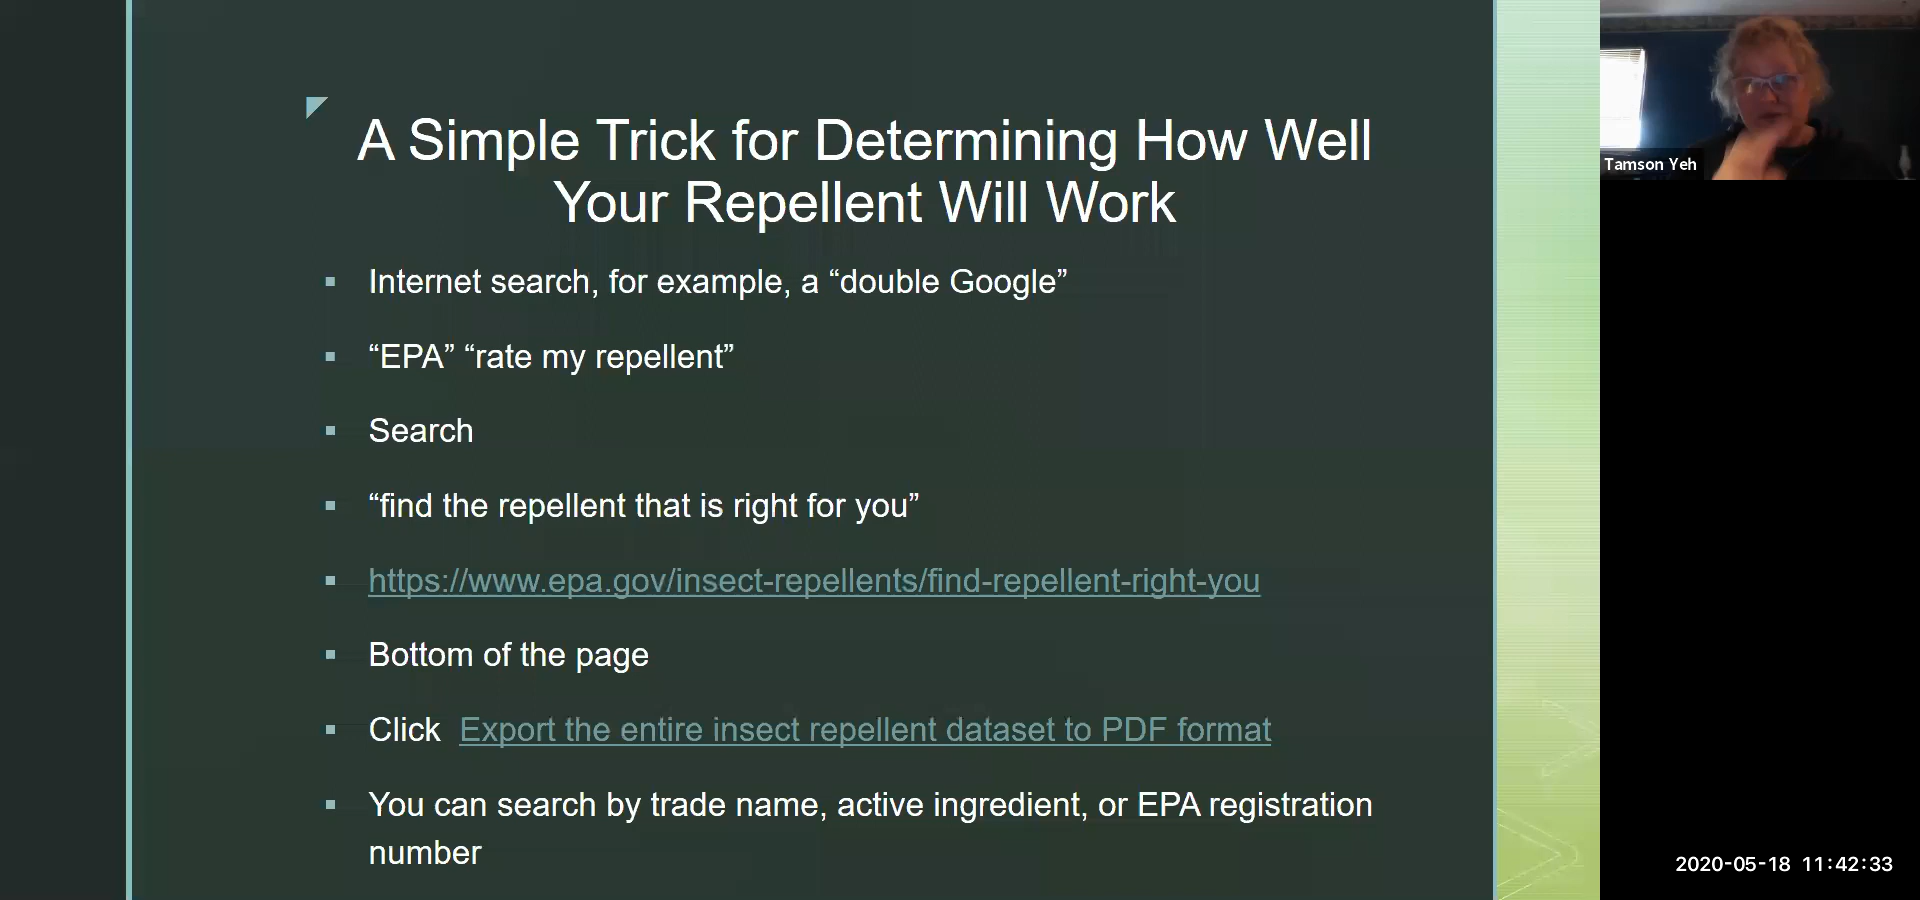 A Simple Trick for Determining How Well
Your Repellent Will Work
Internet search, for example, a “double Google”
“EPA” “rate my repellent”
Search
“find the repellent that is right for you”
https://www.epa.gov/insect-repellents/find-repellent-right-you
Bottom of the page
Click Export the entire insect repellent dataset to PDF format
You can search by trade name, active ingredient, or EPA registration
number
Tamson Yeh
2020-05-18 11:42:33